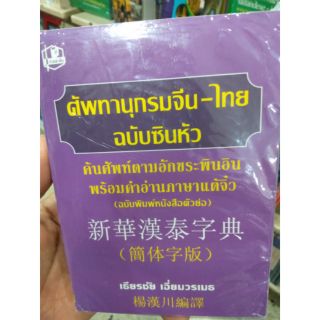 ศัพทานุกรมจีน-ไทย
ฉบับซินหัว
ค้นศัพท์ตามอักขระพินอิน
พร้อมคำอ่านภาษาแต้จิ๋ว
(ฉบับพิมพ์หนังสือตัวย่อ)
新華漢泰字典
(簡体字版)
เธียรชัย เอี่ยมวรเมธ
楊漢川編譯